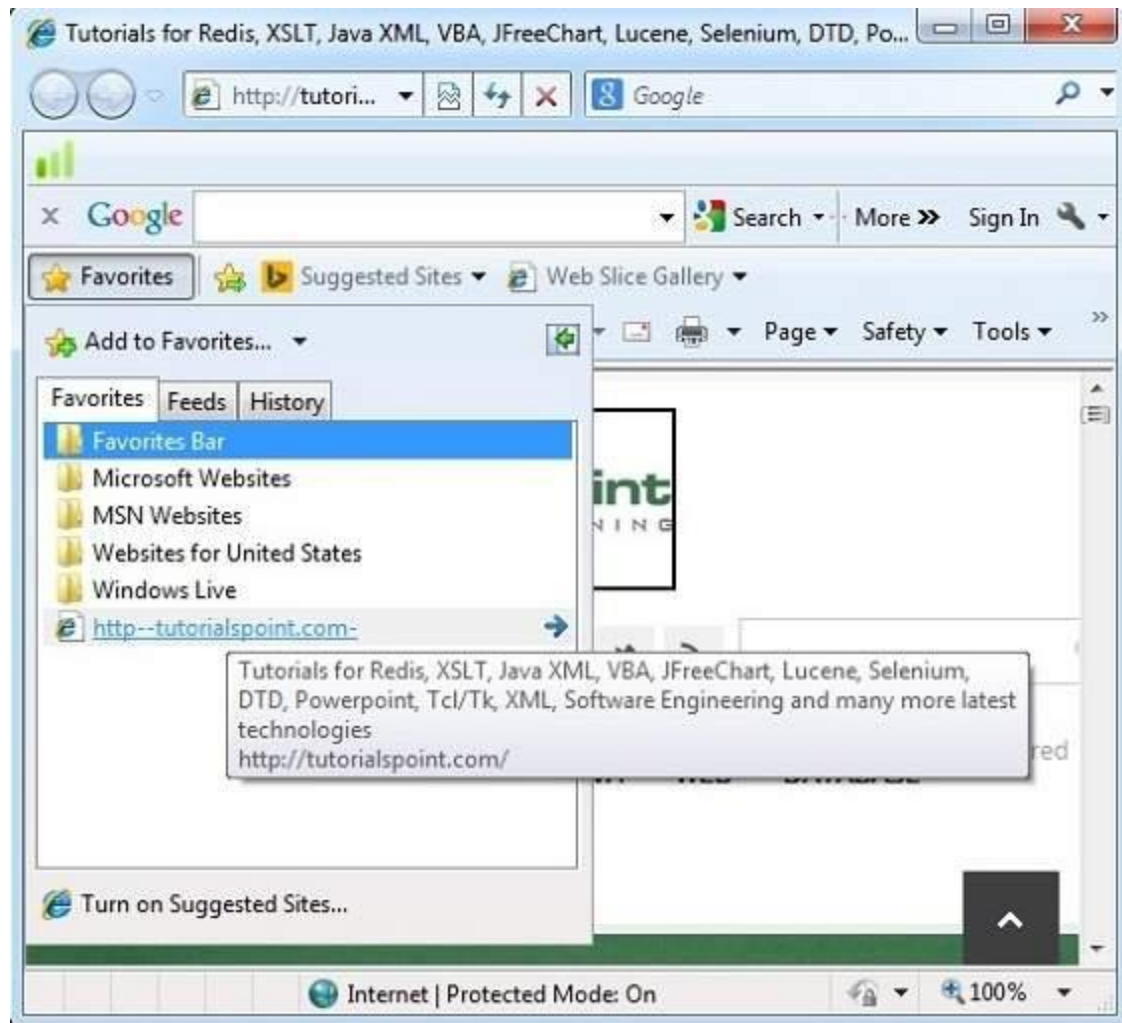 Tutorials for Redis, XSLT, Java XML, VBA, JFreeChart, Lucene, Selenium, DTD, Po...
http://tutori...
8 Google
x Google Search More » Sign In
Favorites Suggested Sites Web Slice Gallery
Add to Favorites...
Page Safety Tools »
Favorites Feeds History
Favorites Bar
Microsoft Websites
MSN Websites
Websites for United States
Windows Live
http--tutorialspoint.com-
int
NING
Tutorials for Redis, XSLT, Java XML, VBA, JFreeChart, Lucene, Selenium,
DTD, Powerpoint, Tcl/Tk, XML, Software Engineering and many more latest
technologies
http://tutorialspoint.com/
red
Turn on Suggested Sites...
Internet | Protected Mode: On
100%